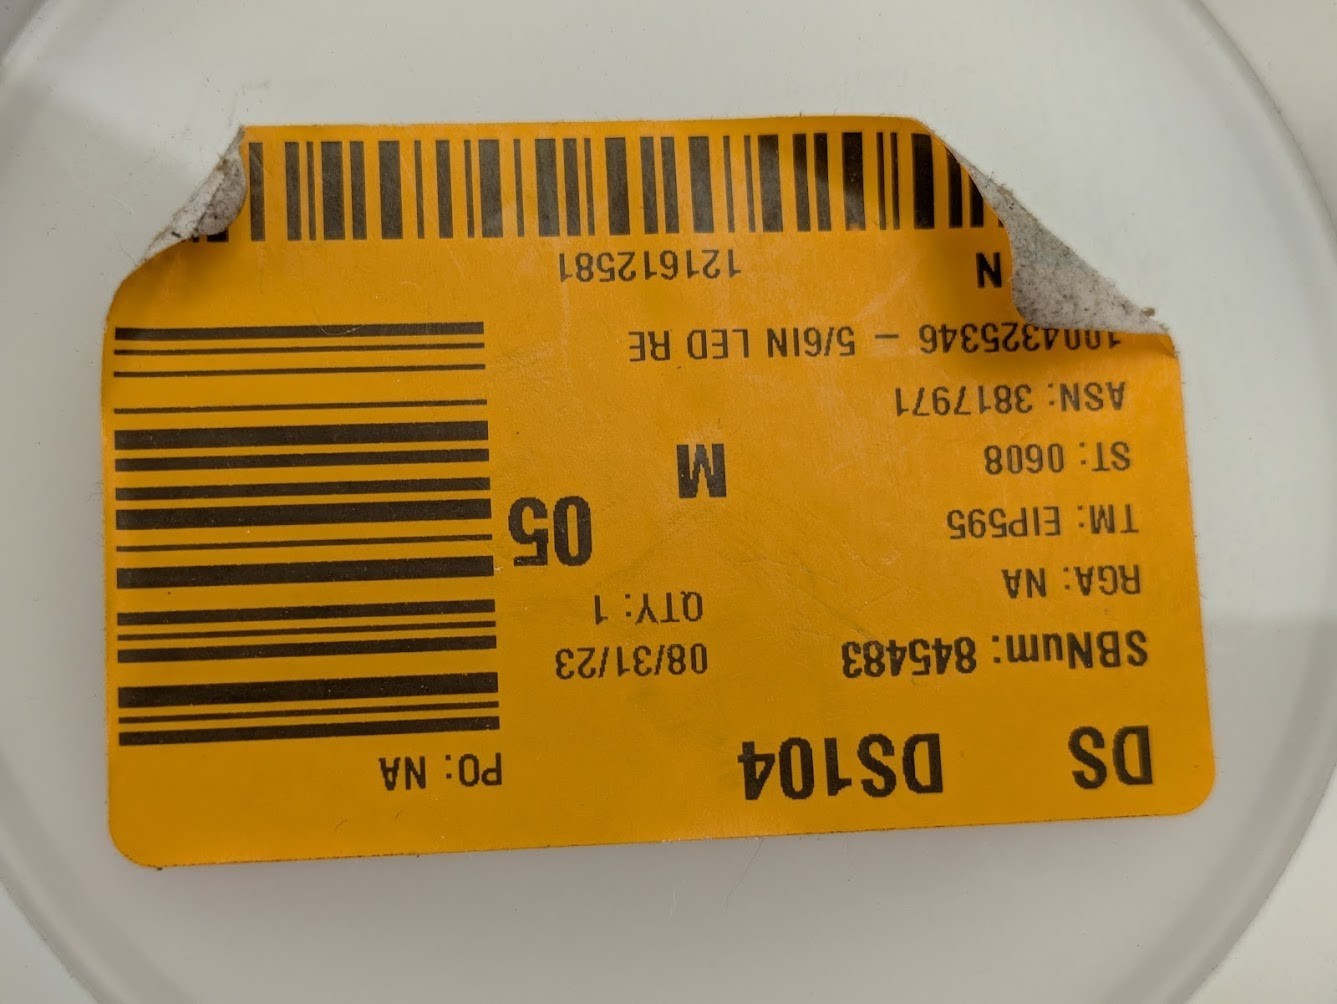 DS DS104
PO: NA
SBNum: 845483 08/31/23
RGA: NA QTY: 1
TM: EIP595 05
ST: 0608 M
ASN: 3817971
1004325346 - 5/6IN LED RE
N 121612581